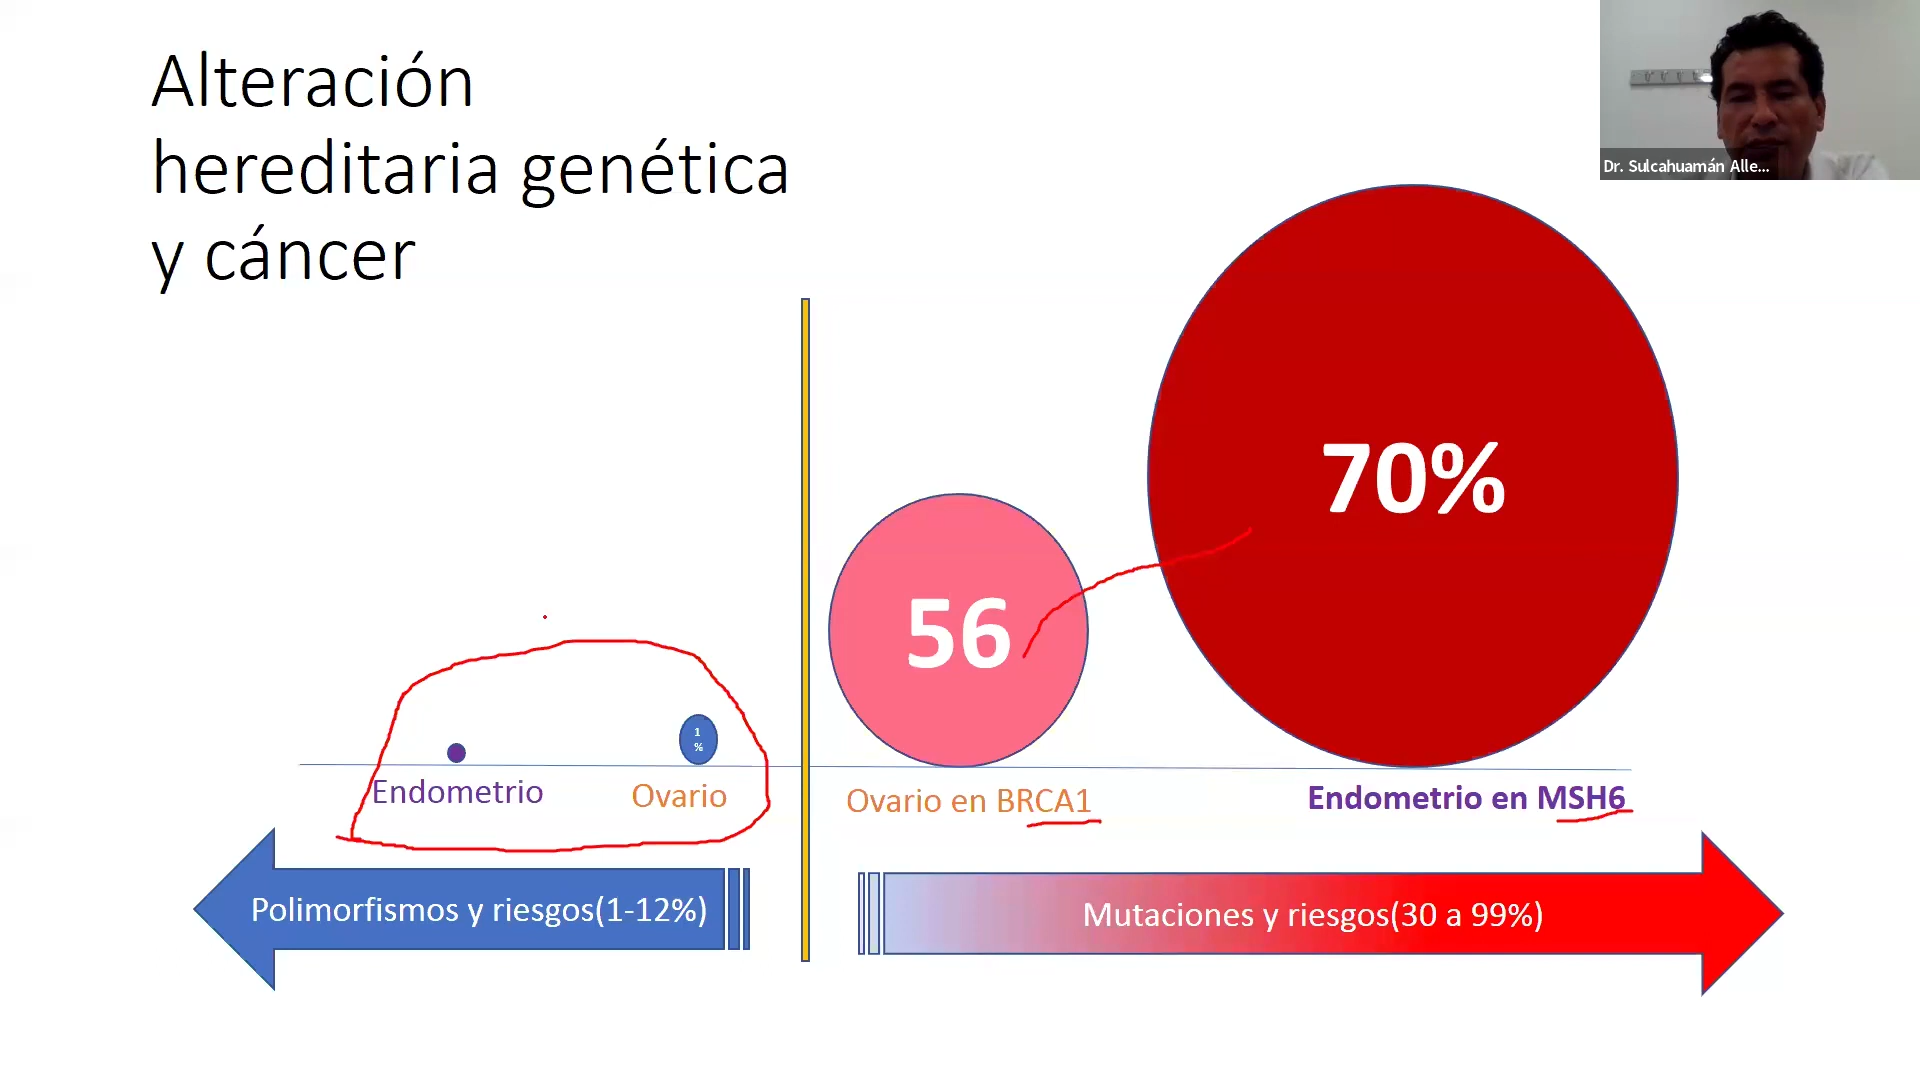 Alteración
hereditaria genética
y cáncer
Dr. Sulcahuamán Alle...
70%
56
1
%
Endometrio
Ovario
Ovario en BRCA1
Endometrio en MSH6
Polimorfismos y riesgos(1-12%)
Mutaciones y riesgos(30 a 99%)